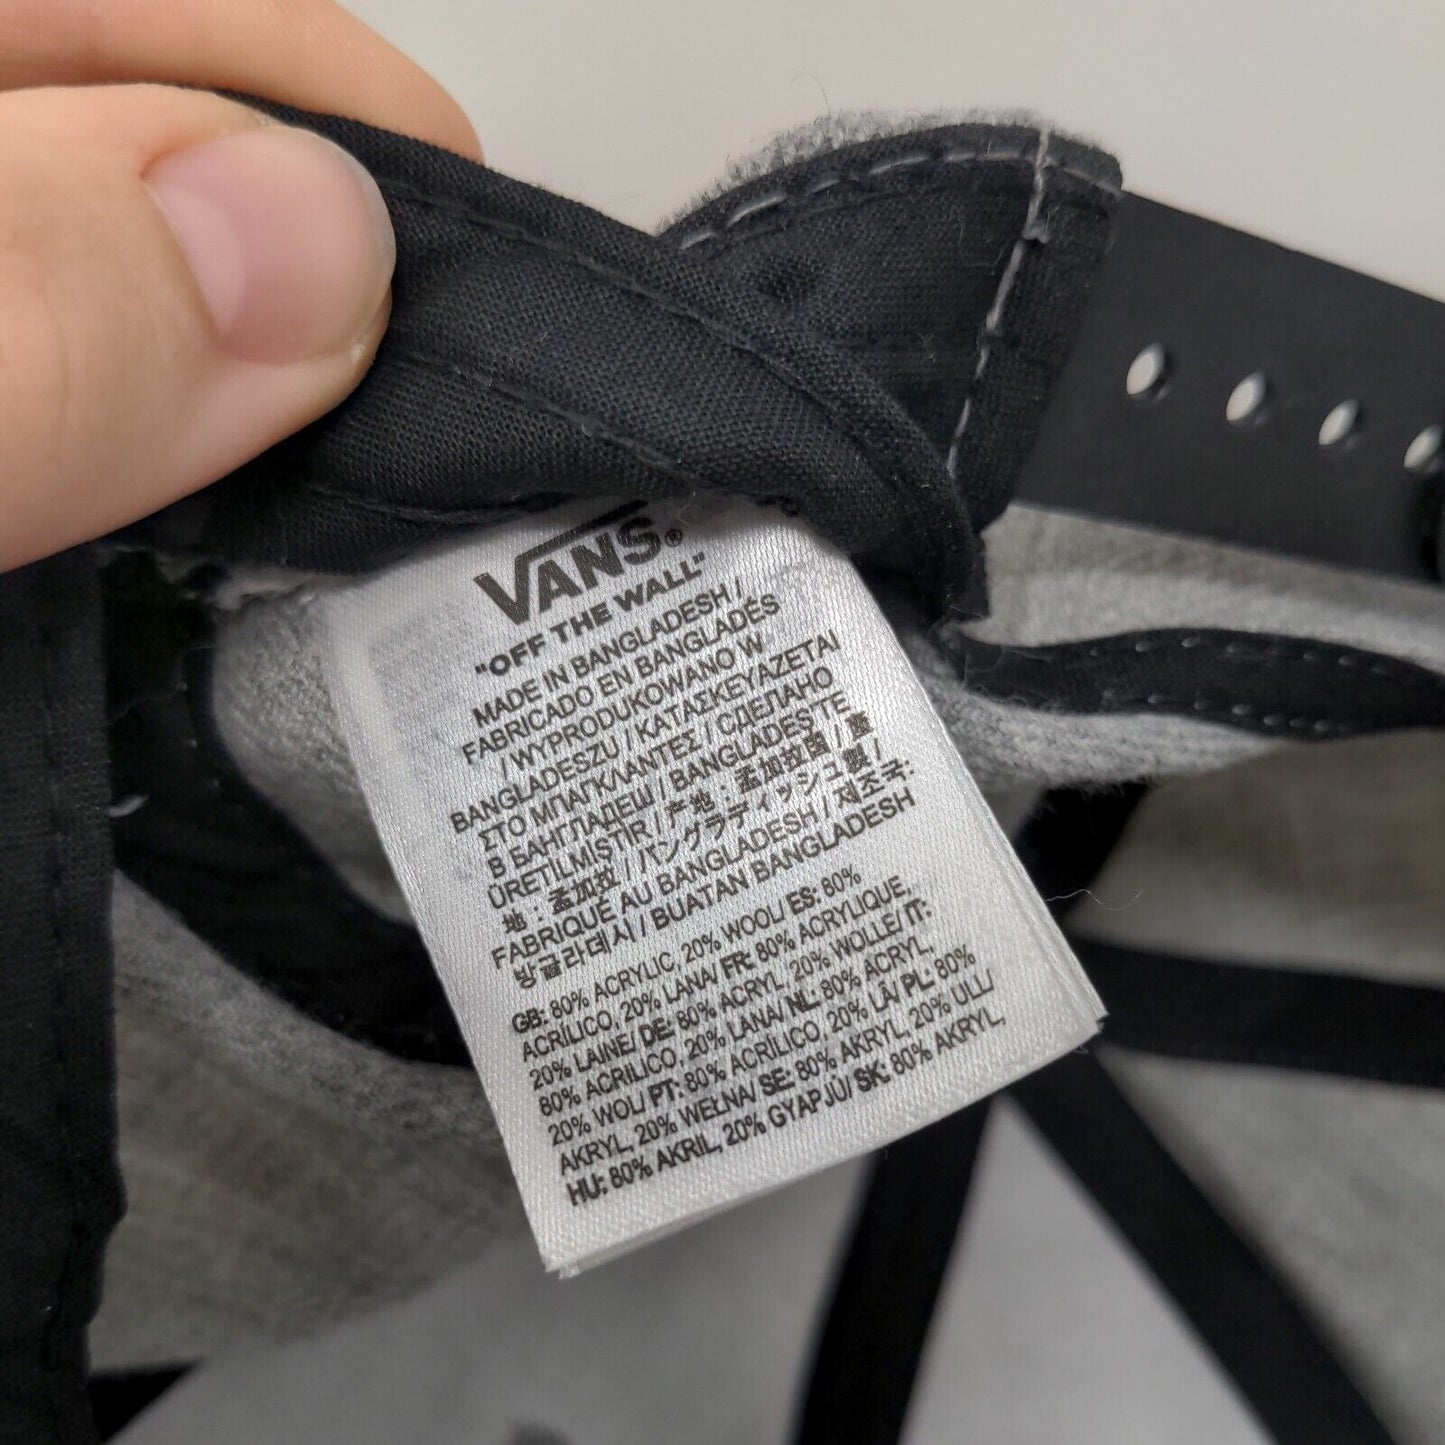 VANS®
"OFF THE WALL"
MADE IN BANGLADESH /
FABRICADO EN BANGLADÉS
/ WYPRODUKOWANO W
BANGLADESZU / ΚΑΤΑΣΚΕΥΑΖΕΤΑΙ
ΣΤΟ ΜΠΑΓΚΛΑΝΤΕΣ / СДЕЛАНО
В БАНГЛАДЕШ / BANGLADEŞ'TE
ÜRETİLMİŞTİR / 产地: 孟加拉国 / 產
地: 孟加拉 / バングラディッシュ製 /
FABRIQUÉ AU BANGLADESH / 제조국:
방글라데시 / BUATAN BANGLADESH
GB: 80% ACRYLIC, 20% WOOL/ ES: 80%
ACRÍLICO, 20% LANA/ FR: 80% ACRYLIQUE,
20% LAINE/ DE: 80% ACRYL, 20% WOLLE/ IT:
80% ACRILICO, 20% LANA/ NL: 80% ACRYL,
20% WOL/ PT: 80% ACRÍLICO, 20% LÃ/ PL: 80%
AKRYL, 20% WEŁNA/ SE: 80% AKRYL, 20% ULL/
HU: 80% AKRIL, 20% GYAPJÚ/ SK: 80% AKRYL,